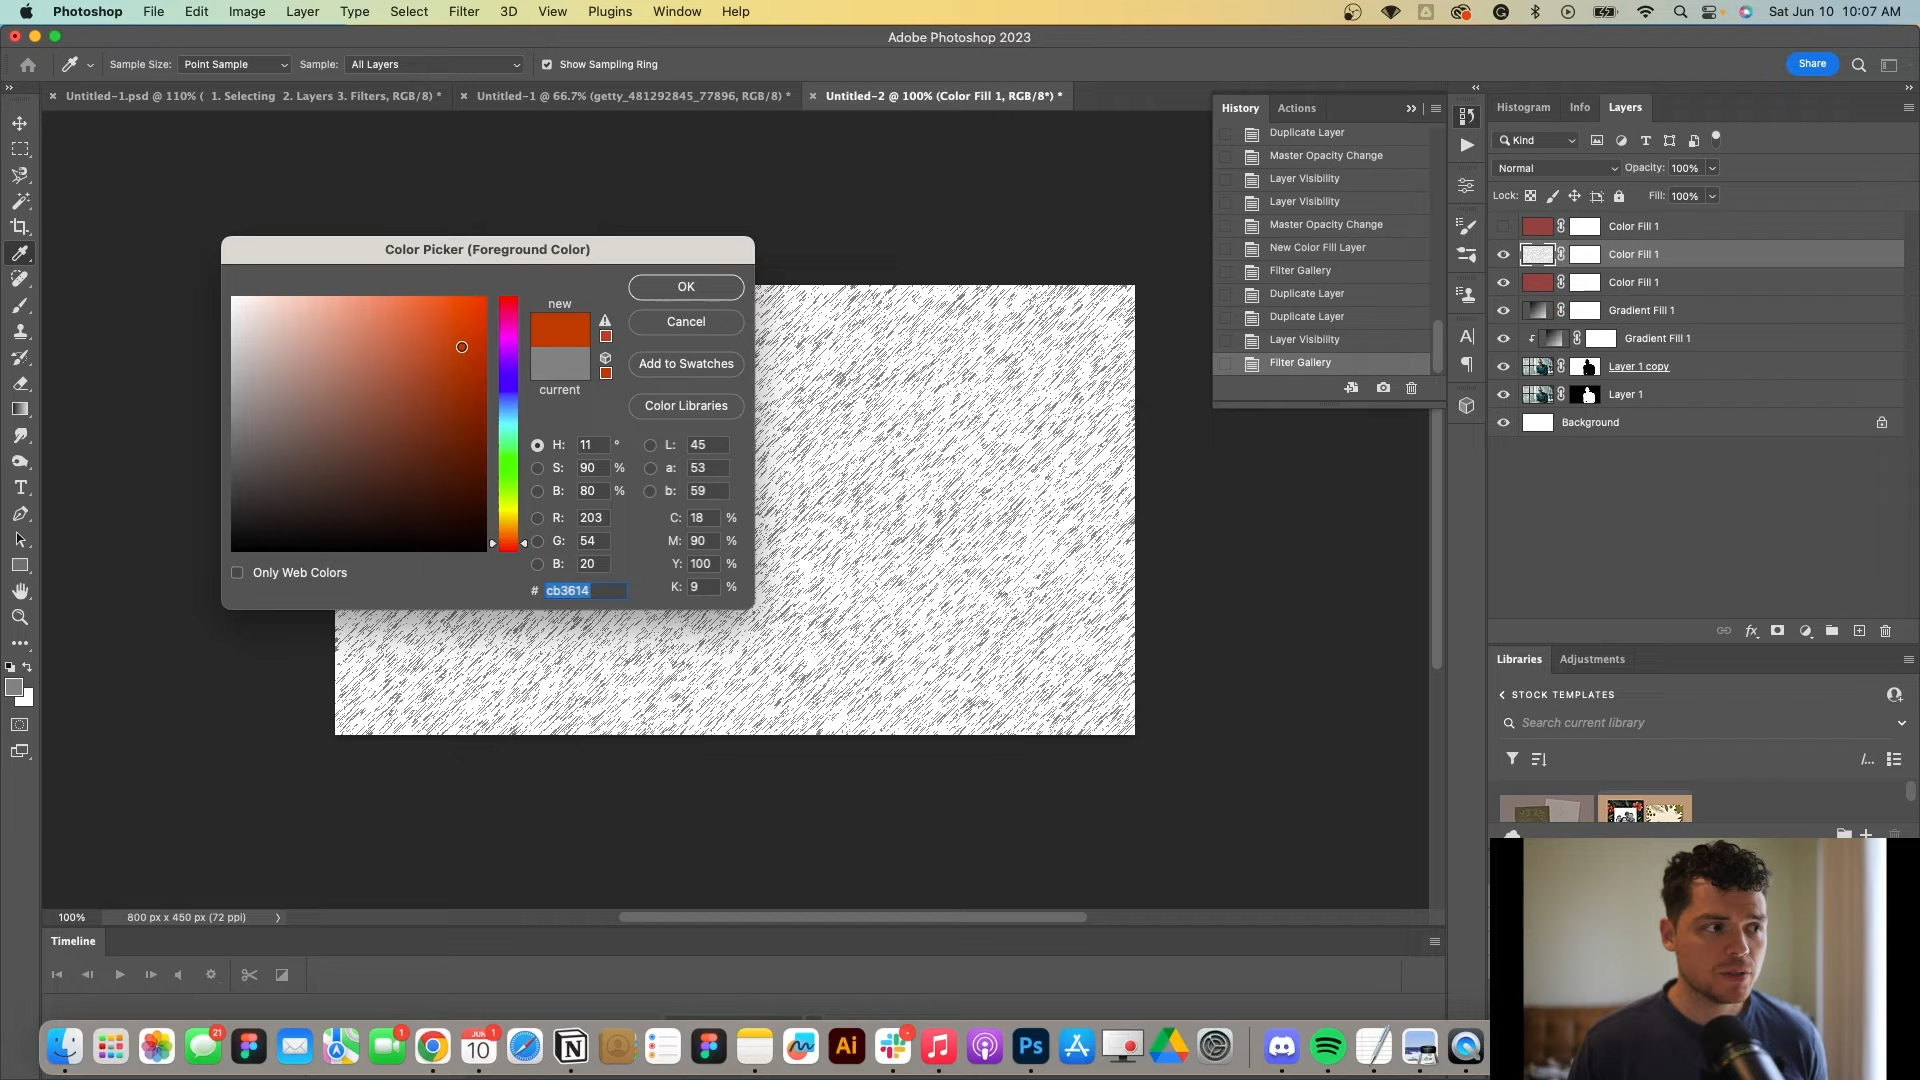 Photoshop File Edit Image Layer Type Select Filter 3D View Plugins Window Help Sat Jun 10 10:07 AM
Adobe Photoshop 2023
Sample Size: Point Sample Sample: All Layers Show Sampling Ring Share
Untitled-1.psd @ 110% ( 1. Selecting 2. Layers 3. Filters, RGB/8) * Untitled-1 @ 66.7% (getty_481292845_77896, RGB/8) * Untitled-2 @ 100% (Color Fill 1, RGB/8*) *
History Actions
Duplicate Layer
Master Opacity Change
Layer Visibility
Layer Visibility
Master Opacity Change
New Color Fill Layer
Filter Gallery
Duplicate Layer
Duplicate Layer
Layer Visibility
Filter Gallery
Histogram Info Layers
Kind
Normal Opacity: 100%
Lock: Fill: 100%
Color Fill 1
Color Fill 1
Color Fill 1
Gradient Fill 1
Gradient Fill 1
Layer 1 copy
Layer 1
Background
Color Picker (Foreground Color)
new
current
OK
Cancel
Add to Swatches
Color Libraries
H: 11 ° L: 45
S: 90 % a: 53
B: 80 % b: 59
R: 203 C: 18 %
G: 54 M: 90 %
B: 20 Y: 100 %
# cb3614 K: 9 %
Only Web Colors
Libraries Adjustments
STOCK TEMPLATES
Search current library
100% 800 px x 450 px (72 ppi)
Timeline
21
1
JUN 1
10
Ai
Ps